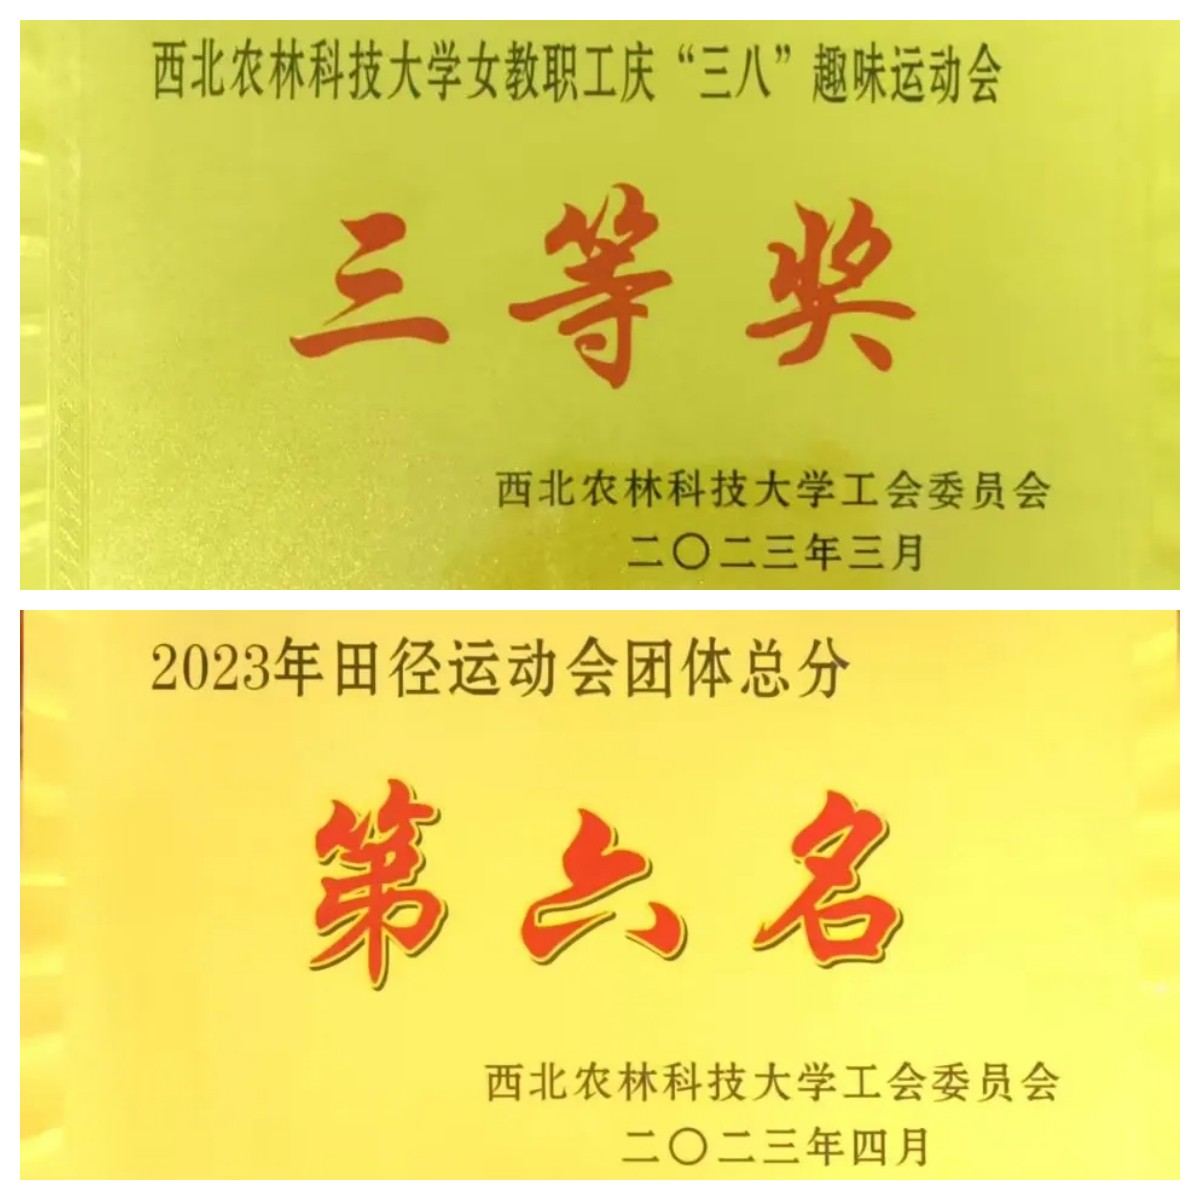 西北农林科技大学女教职工庆“三八”趣味运动会
三等奖
西北农林科技大学工会委员会
二〇二三年三月
2023年田径运动会团体总分
第六名
西北农林科技大学工会委员会
二〇二三年四月